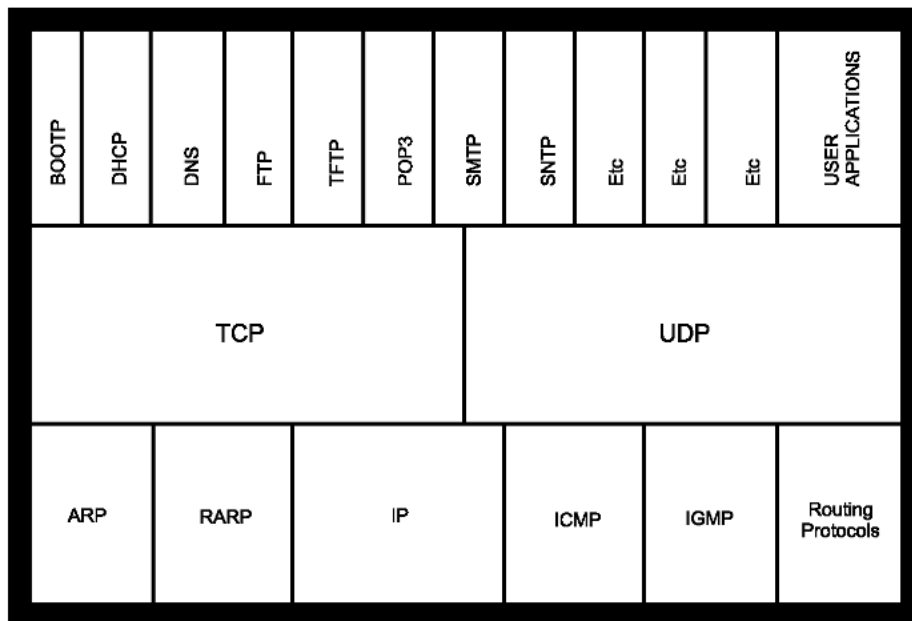 BOOTP
DHCP
DNS
FTP
TFTP
POP3
SMTP
SNTP
Etc
Etc
Etc
USER
APPLICATIONS
TCP
UDP
ARP
RARP
IP
ICMP
IGMP
Routing
Protocols